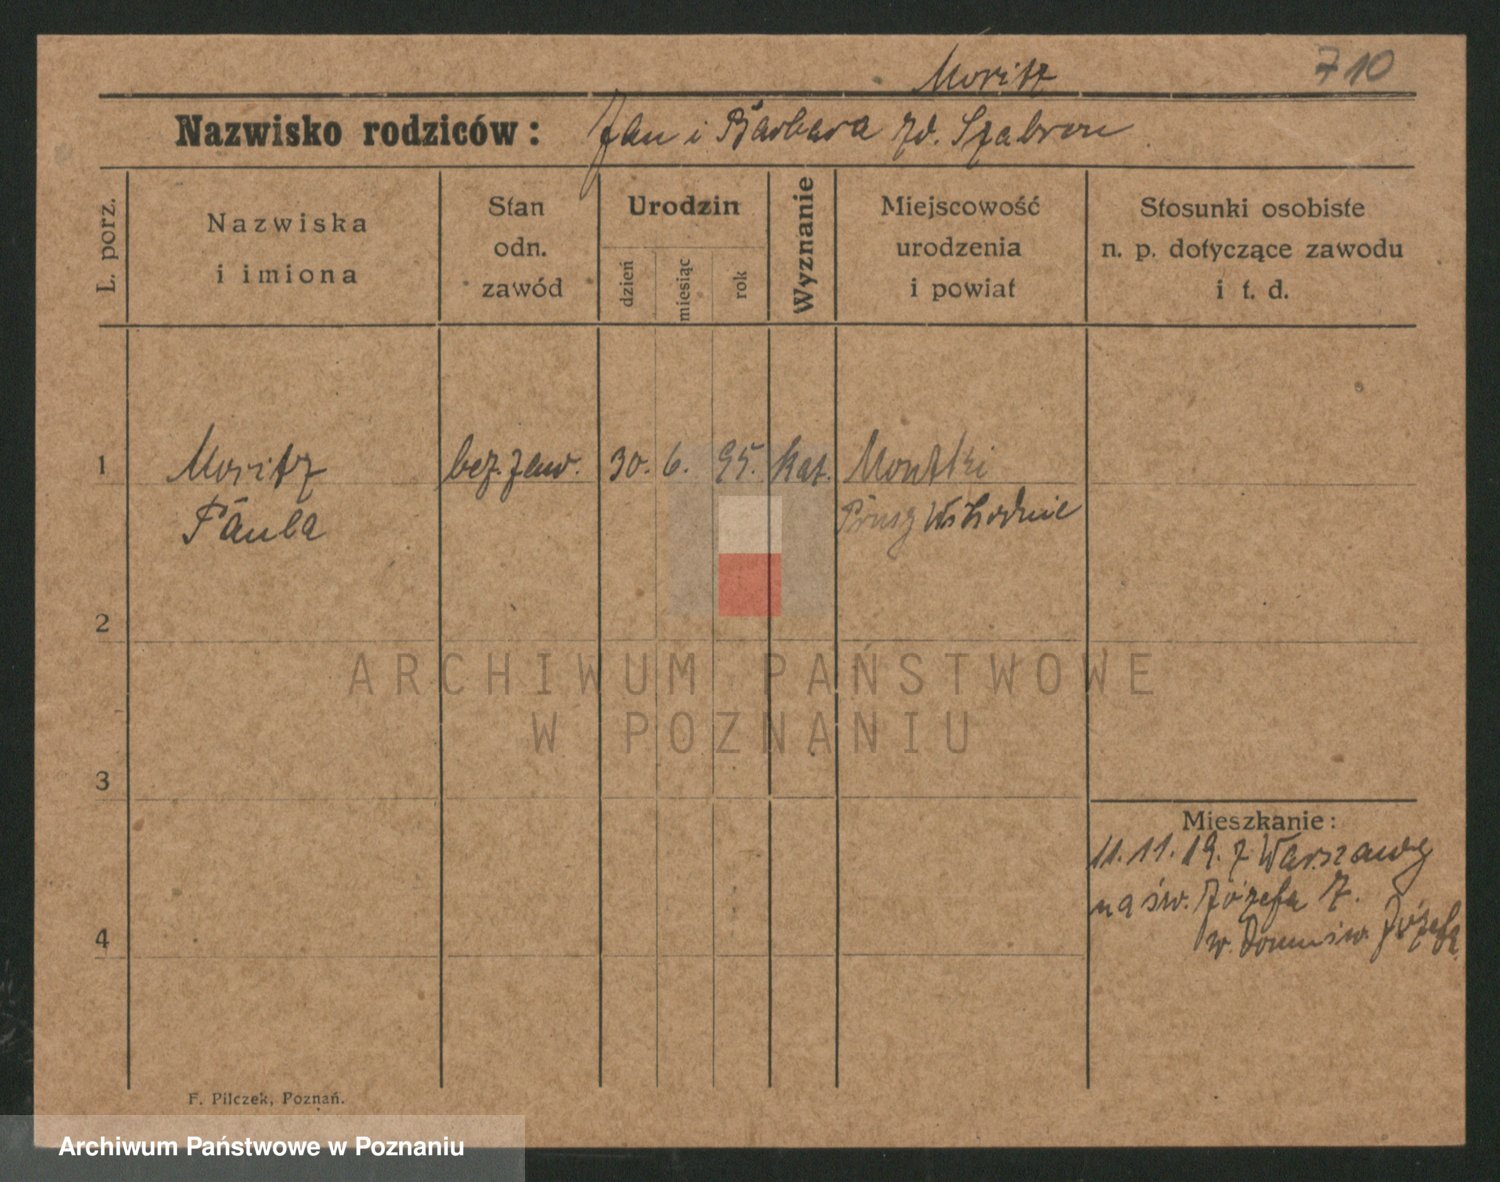 Moritz 710
Nazwisko rodziców: Jan i Barbara zd. Szabron
L. porz.
Nazwiska
i imiona
Stan
odn.
zawód
Urodzin
dzień
miesiąc
rok
Wyznanie
Miejscowość
urodzenia
i powiat
Stosunki osobiste
n. p. dotyczące zawodu
i t. d.
1 Moritz bez. zaw. 30. 6. 95. kat. Montki
Paula Prusy Wschodnie
2
3
Mieszkanie:
11.11.19. z Warszawy
na św. Józefa 7.
w. Domu św. Józefa.
4
F. Pilczek, Poznań.
ARCHIWUM PAŃSTWOWE
W POZNANIU
Archiwum Państwowe w Poznaniu